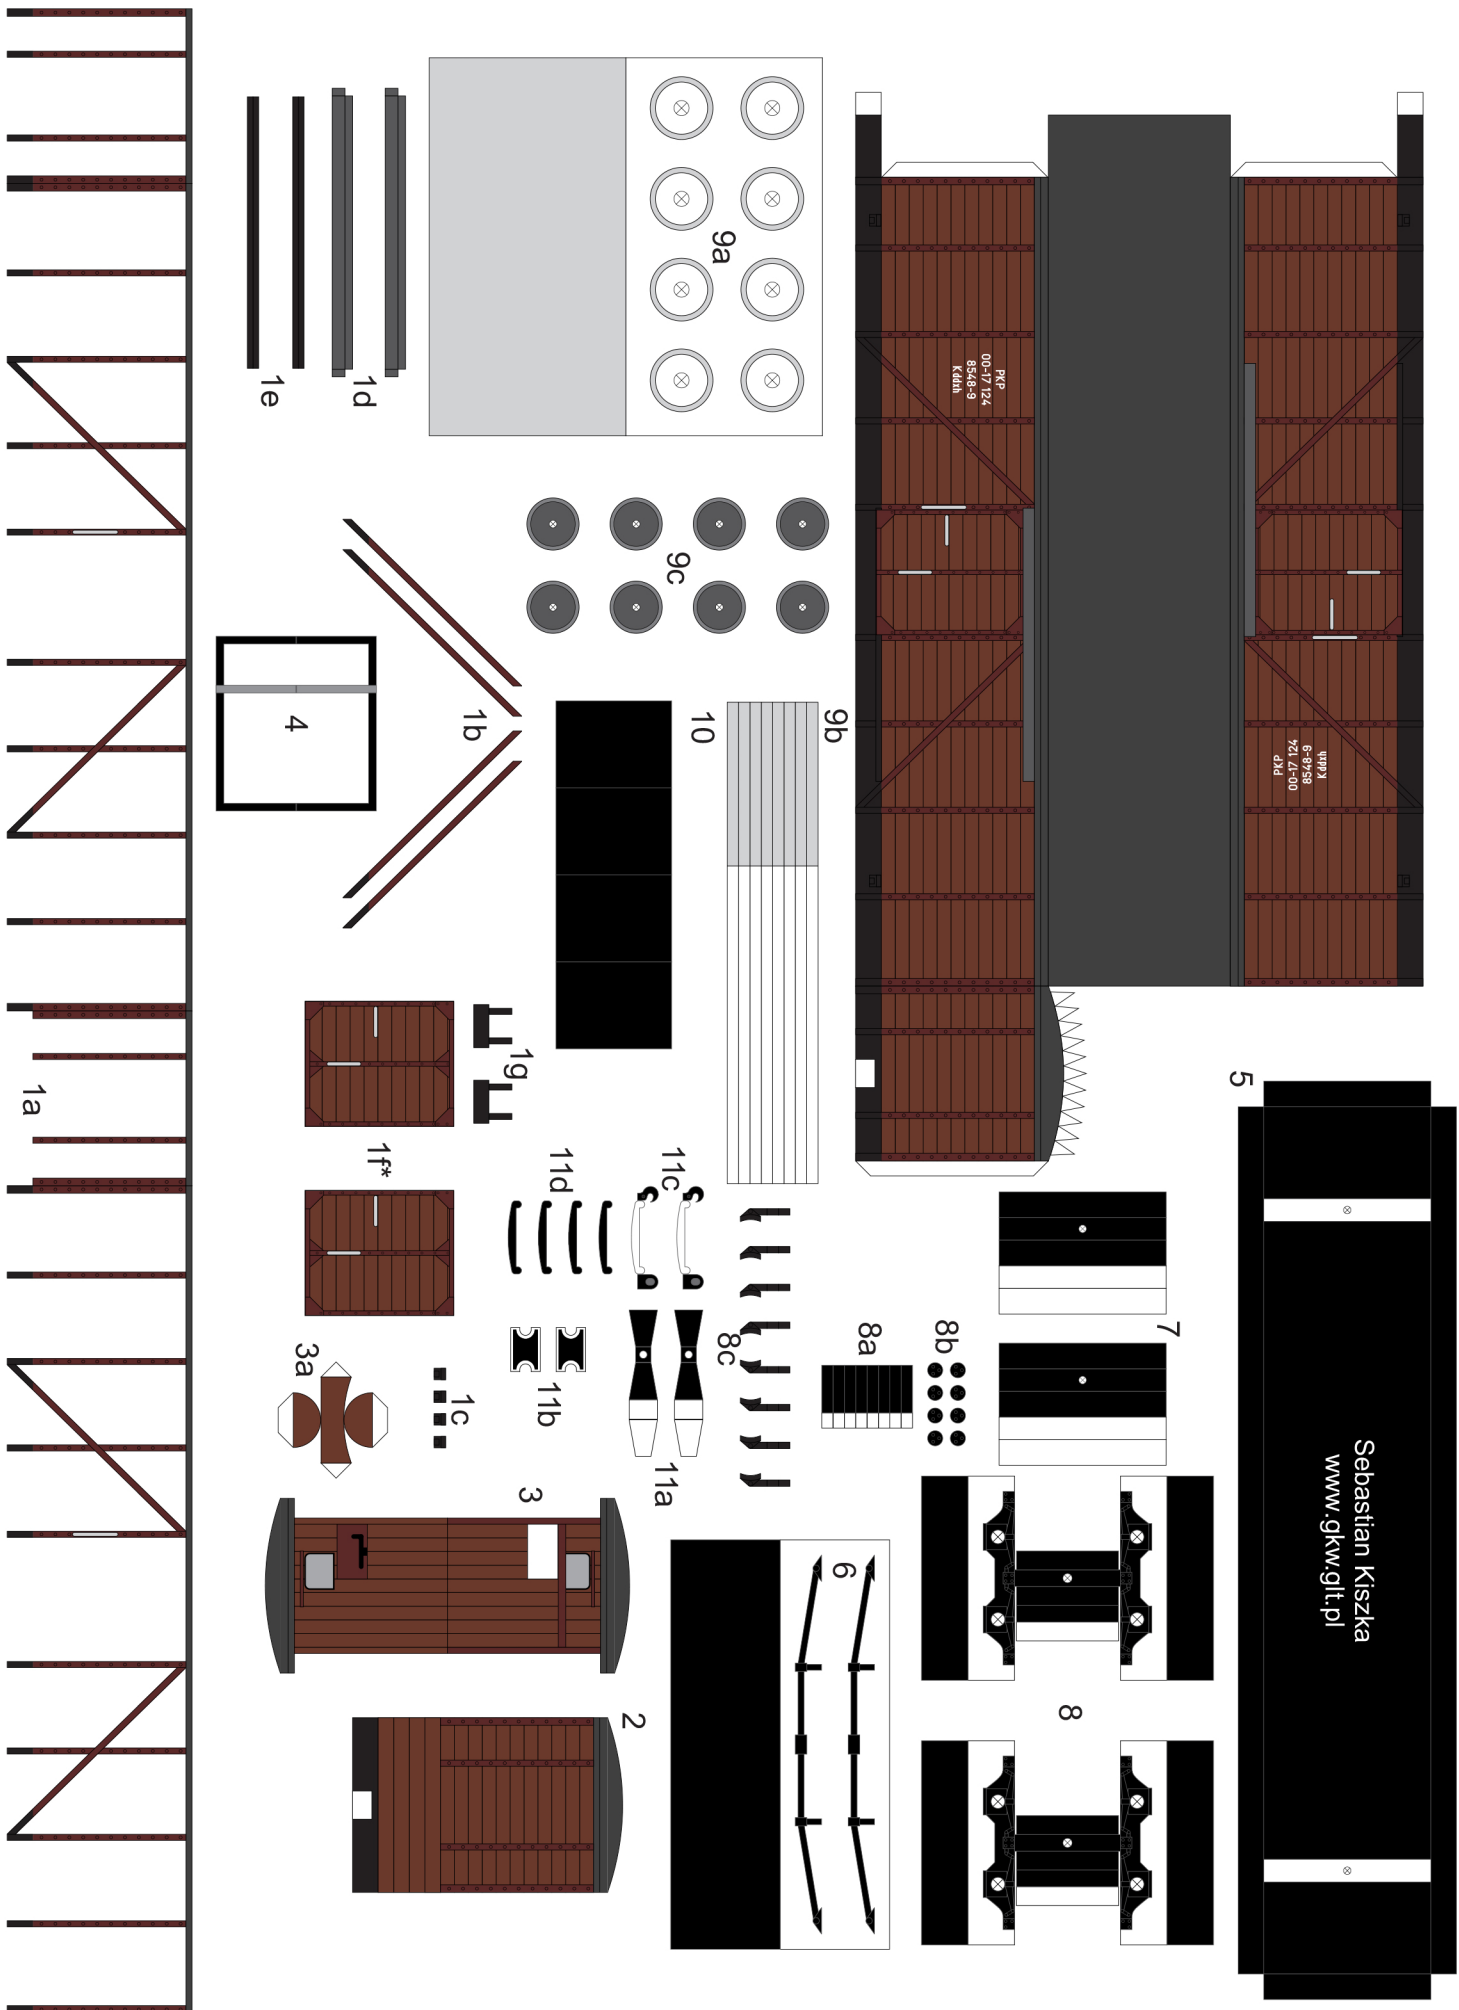 PKP
00-17 124
8548-9
Kddxh
PKP
00-17 124
8548-9
Kddxh
9a
1d
1e
9c
9b
10
1b
4
5
Sebastian Kiszka
www.gkw.glt.pl
1g
1a
1f*
11d
11c
7
8b
8a
8c
3a
1c
11b
11a
3
6
8
2